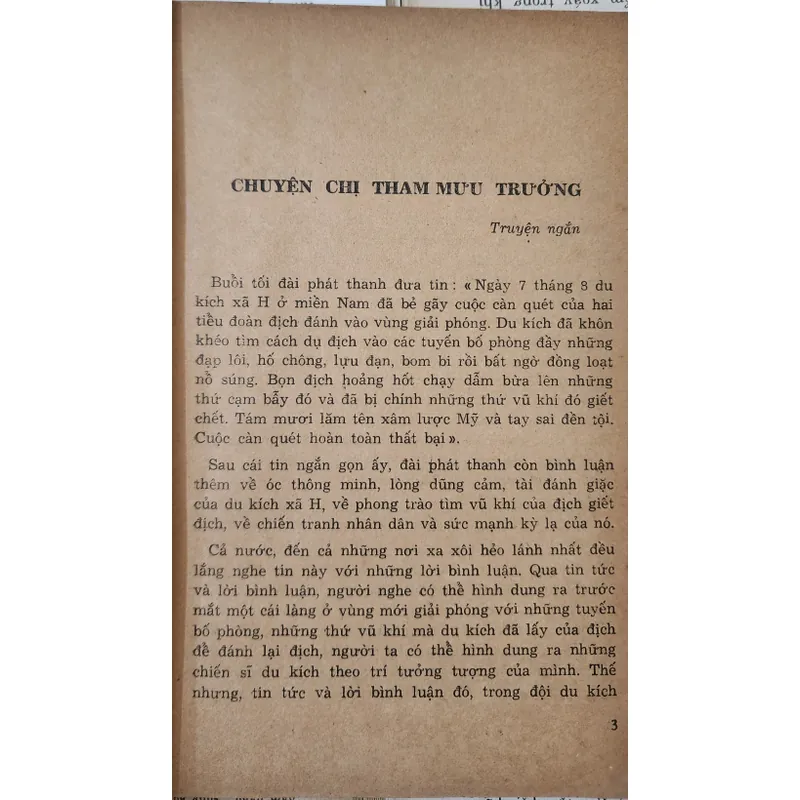 CHUYỆN CHỊ THAM MƯU TRƯỞNG
Truyện ngắn
Buổi tối đài phát thanh đưa tin : « Ngày 7 tháng 8 du
kích xã H ở miền Nam đã bẻ gãy cuộc càn quét của hai
tiểu đoàn địch đánh vào vùng giải phóng. Du kích đã khôn
khéo tìm cách dụ địch vào các tuyến bố phòng đầy những
đạp lôi, hố chông, lựu đạn, bom bi rồi bất ngờ đồng loạt
nổ súng. Bọn địch hoảng hốt chạy dẫm bừa lên những
thứ cạm bẫy đó và đã bị chính những thứ vũ khí đó giết
chết. Tám mươi lăm tên xâm lược Mỹ và tay sai đền tội.
Cuộc càn quét hoàn toàn thất bại ».
Sau cái tin ngắn gọn ấy, đài phát thanh còn bình luận
thêm về óc thông minh, lòng dũng cảm, tài đánh giặc
của du kích xã H, về phong trào tìm vũ khí của địch giết
địch, về chiến tranh nhân dân và sức mạnh kỳ lạ của nó.
Cả nước, đến cả những nơi xa xôi hẻo lánh nhất đều
lắng nghe tin này với những lời bình luận. Qua tin tức
và lời bình luận, người nghe có thể hình dung ra trước
mắt một cái làng ở vùng mới giải phóng với những tuyến
bố phòng, những thứ vũ khí mà du kích đã lấy của địch
để đánh lại địch, người ta có thể hình dung ra những
chiến sĩ du kích theo trí tưởng tượng của mình. Thế
nhưng, tin tức và lời bình luận đó, trong đội du kích
3